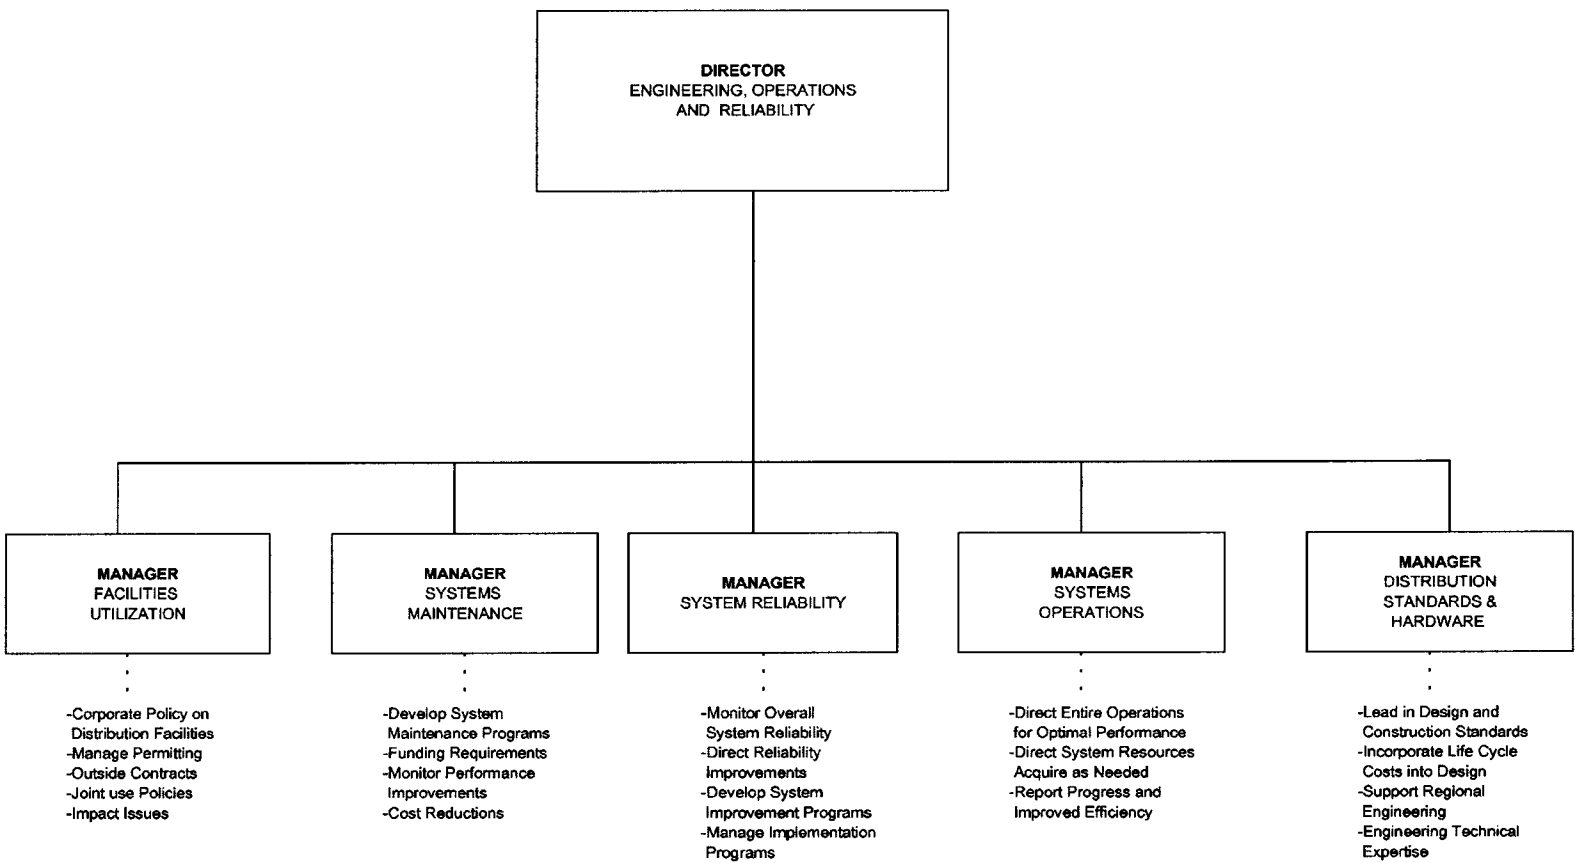 DIRECTOR
ENGINEERING, OPERATIONS
AND RELIABILITY
MANAGER
FACILITIES
UTILIZATION
-Corporate Policy on
Distribution Facilities
-Manage Permitting
-Outside Contracts
-Joint use Policies
-Impact Issues
MANAGER
SYSTEMS
MAINTENANCE
-Develop System
Maintenance Programs
-Funding Requirements
-Monitor Performance
Improvements
-Cost Reductions
MANAGER
SYSTEM RELIABILITY
-Monitor Overall
System Reliability
-Direct Reliability
Improvements
-Develop System
Improvement Programs
-Manage Implementation
Programs
MANAGER
SYSTEMS
OPERATIONS
-Direct Entire Operations
for Optimal Performance
-Direct System Resources
Acquire as Needed
-Report Progress and
Improved Efficiency
MANAGER
DISTRIBUTION
STANDARDS &
HARDWARE
-Lead in Design and
Construction Standards
-Incorporate Life Cycle
Costs into Design
-Support Regional
Engineering
-Engineering Technical
Expertise